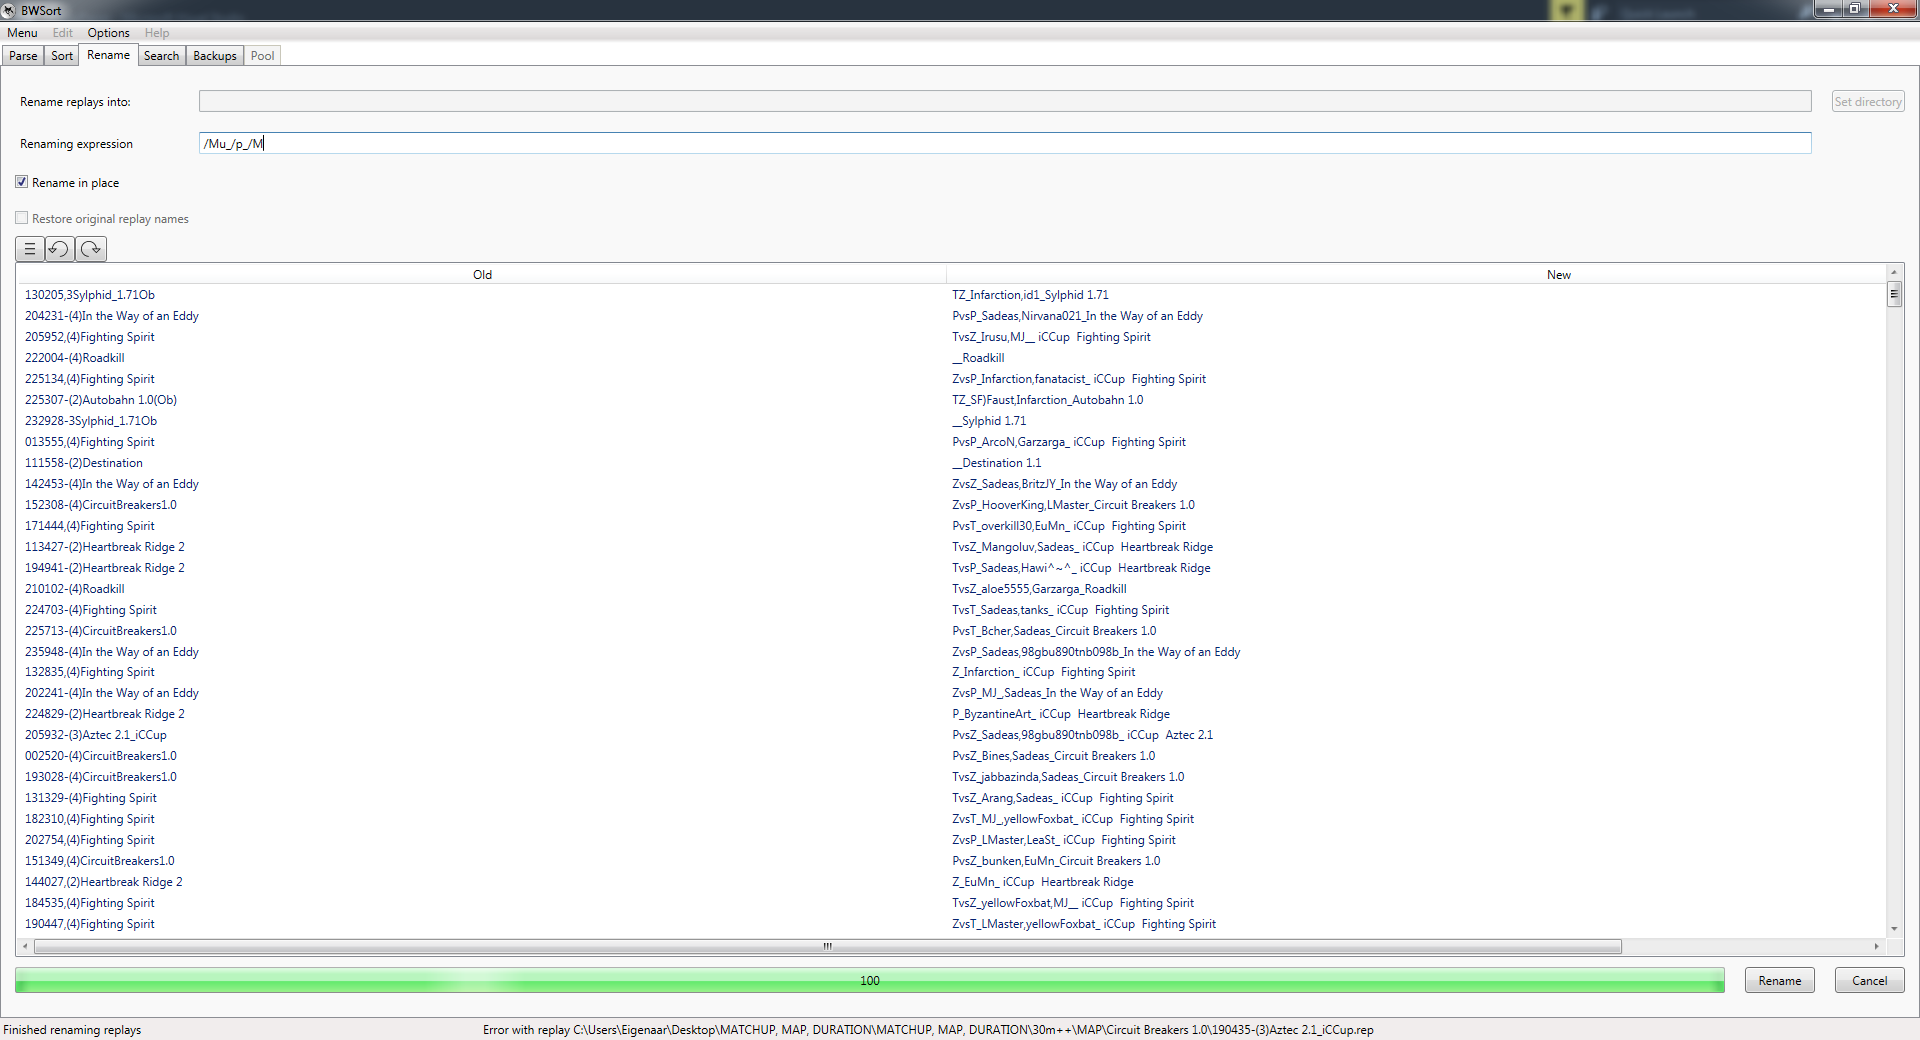 BWSort
Menu Edit Options Help
Parse Sort Rename Search Backups Pool
Rename replays into: Set directory
Renaming expression /Mu_/p_/M
Rename in place
Restore original replay names
Old New
130205,3Sylphid_1.71Ob TZ_Infarction,id1_Sylphid 1.71
204231-(4)In the Way of an Eddy PvsP_Sadeas,Nirvana021_In the Way of an Eddy
205952,(4)Fighting Spirit TvsZ_Irusu,MJ__ iCCup  Fighting Spirit
222004-(4)Roadkill __Roadkill
225134,(4)Fighting Spirit ZvsP_Infarction,fanatacist_ iCCup  Fighting Spirit
225307-(2)Autobahn 1.0(Ob) TZ_SF)Faust,Infarction_Autobahn 1.0
232928-3Sylphid_1.71Ob __Sylphid 1.71
013555,(4)Fighting Spirit PvsP_ArcoN,Garzarga_ iCCup  Fighting Spirit
111558-(2)Destination __Destination 1.1
142453-(4)In the Way of an Eddy ZvsZ_Sadeas,BritzJY_In the Way of an Eddy
152308-(4)CircuitBreakers1.0 ZvsP_HooverKing,LMaster_Circuit Breakers 1.0
171444,(4)Fighting Spirit PvsT_overkill30,EuMn_ iCCup  Fighting Spirit
113427-(2)Heartbreak Ridge 2 TvsZ_Mangoluv,Sadeas_ iCCup  Heartbreak Ridge
194941-(2)Heartbreak Ridge 2 TvsP_Sadeas,Hawi^~^_ iCCup  Heartbreak Ridge
210102-(4)Roadkill TvsZ_aloe5555,Garzarga_Roadkill
224703-(4)Fighting Spirit TvsT_Sadeas,tanks_ iCCup  Fighting Spirit
225713-(4)CircuitBreakers1.0 PvsT_Bcher,Sadeas_Circuit Breakers 1.0
235948-(4)In the Way of an Eddy ZvsP_Sadeas,98gbu890tnb098b_In the Way of an Eddy
132835,(4)Fighting Spirit Z_Infarction_ iCCup  Fighting Spirit
202241-(4)In the Way of an Eddy ZvsP_MJ_,Sadeas_In the Way of an Eddy
224829-(2)Heartbreak Ridge 2 P_ByzantineArt_ iCCup  Heartbreak Ridge
205932-(3)Aztec 2.1_iCCup PvsZ_Sadeas,98gbu890tnb098b_ iCCup  Aztec 2.1
002520-(4)CircuitBreakers1.0 PvsZ_Bines,Sadeas_Circuit Breakers 1.0
193028-(4)CircuitBreakers1.0 TvsZ_jabbazinda,Sadeas_Circuit Breakers 1.0
131329-(4)Fighting Spirit TvsZ_Arang,Sadeas_ iCCup  Fighting Spirit
182310,(4)Fighting Spirit ZvsT_MJ_,yellowFoxbat_ iCCup  Fighting Spirit
202754,(4)Fighting Spirit ZvsP_LMaster,LeaSt_ iCCup  Fighting Spirit
151349,(4)CircuitBreakers1.0 PvsZ_bunken,EuMn_Circuit Breakers 1.0
144027,(2)Heartbreak Ridge 2 Z_EuMn_ iCCup  Heartbreak Ridge
184535,(4)Fighting Spirit TvsZ_yellowFoxbat,MJ__ iCCup  Fighting Spirit
190447,(4)Fighting Spirit ZvsT_LMaster,yellowFoxbat_ iCCup  Fighting Spirit
100 Rename Cancel
Finished renaming replays Error with replay C:\Users\Eigenaar\Desktop\MATCHUP, MAP, DURATION\MATCHUP, MAP, DURATION\30m++\MAP\Circuit Breakers 1.0\190435-(3)Aztec 2.1_iCCup.rep